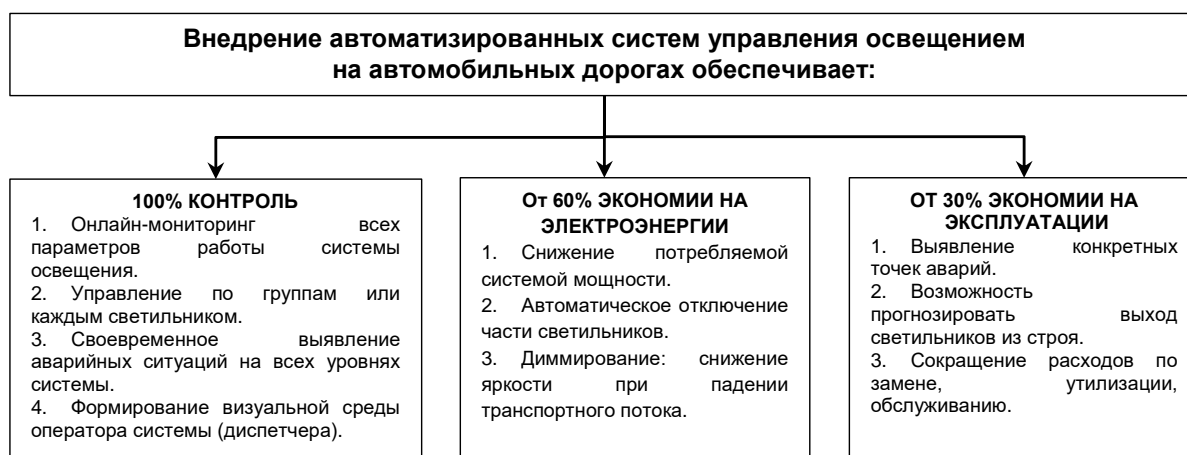 Внедрение автоматизированных систем управления освещением
на автомобильных дорогах обеспечивает:
100% КОНТРОЛЬ
1. Онлайн-мониторинг всех
параметров работы системы
освещения.
2. Управление по группам или
каждым светильником.
3. Своевременное выявление
аварийных ситуаций на всех уровнях
системы.
4. Формирование визуальной среды
оператора системы (диспетчера).
От 60% ЭКОНОМИИ НА
ЭЛЕКТРОЭНЕРГИИ
1. Снижение потребляемой
системой мощности.
2. Автоматическое отключение
части светильников.
3. Диммирование: снижение
яркости при падении
транспортного потока.
ОТ 30% ЭКОНОМИИ НА
ЭКСПЛУАТАЦИИ
1. Выявление конкретных
точек аварий.
2. Возможность
прогнозировать выход
светильников из строя.
3. Сокращение расходов по
замене, утилизации,
обслуживанию.